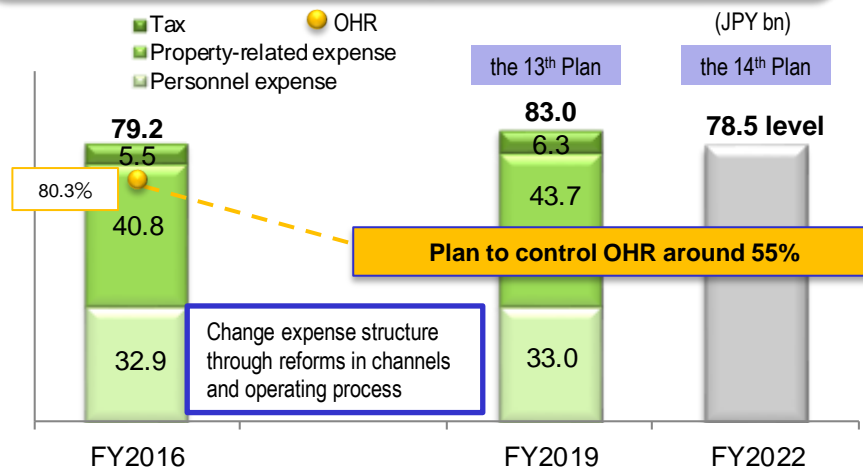 Tax
OHR
Property-related expense
Personnel expense
(JPY bn)
the 13th Plan
the 14th Plan
79.2
83.0
78.5 level
5.5
6.3
80.3%
40.8
43.7
Plan to control OHR around 55%
Change expense structure
through reforms in channels
and operating process
32.9
33.0
FY2016
FY2019
FY2022